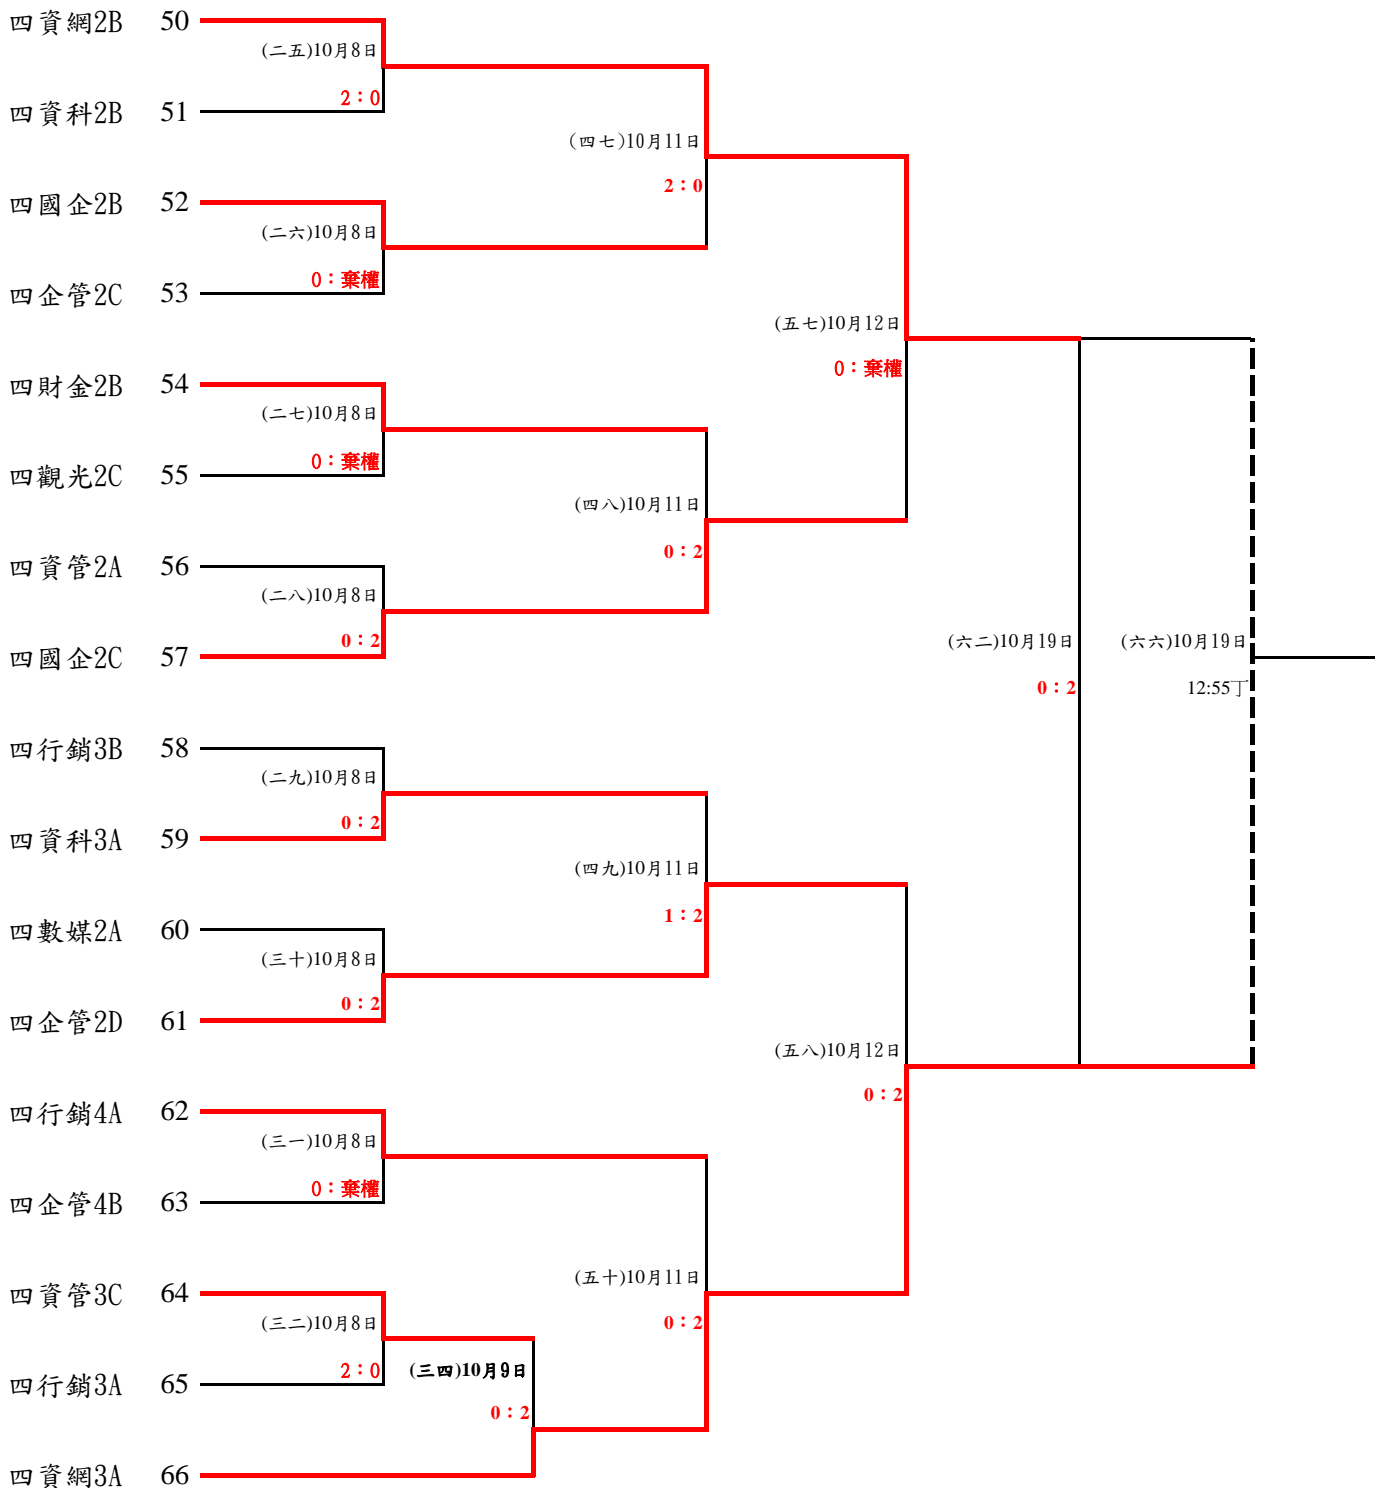 四資網2B 50
(二五)10月8日
2：0
四資科2B 51
(四七)10月11日
2：0
四國企2B 52
(二六)10月8日
0：棄權
四企管2C 53
(五七)10月12日
0：棄權
四財金2B 54
(二七)10月8日
0：棄權
四觀光2C 55
(四八)10月11日
0：2
四資管2A 56
(二八)10月8日
0：2
四國企2C 57
(六二)10月19日
0：2
(六六)10月19日
12:55丁
四行銷3B 58
(二九)10月8日
0：2
四資科3A 59
(四九)10月11日
1：2
四數媒2A 60
(三十)10月8日
0：2
四企管2D 61
(五八)10月12日
0：2
四行銷4A 62
(三一)10月8日
0：棄權
四企管4B 63
(五十)10月11日
0：2
四資管3C 64
(三二)10月8日
2：0
四行銷3A 65
(三四)10月9日
0：2
四資網3A 66